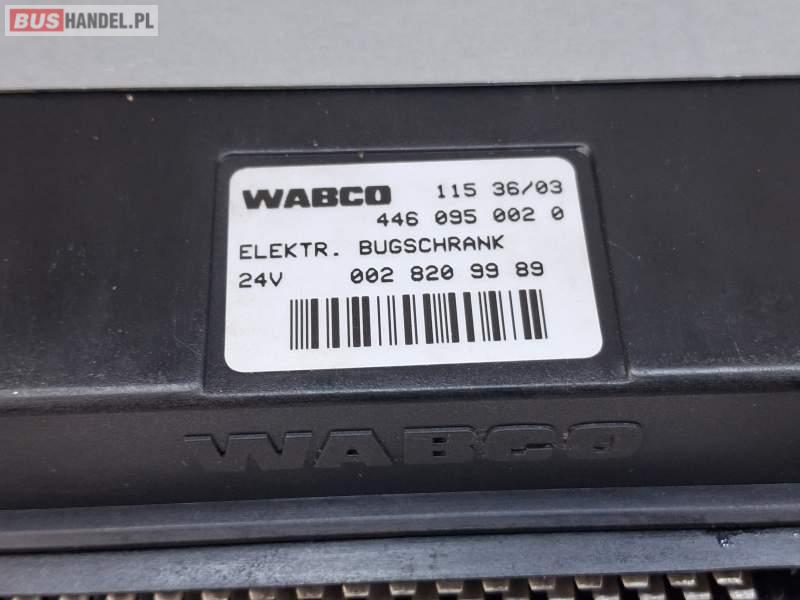 BUSHANDEL.PL
WABCO 115 36/03
446 095 002 0
ELEKTR. BUGSCHRANK
24V 002 820 99 89
WABCO